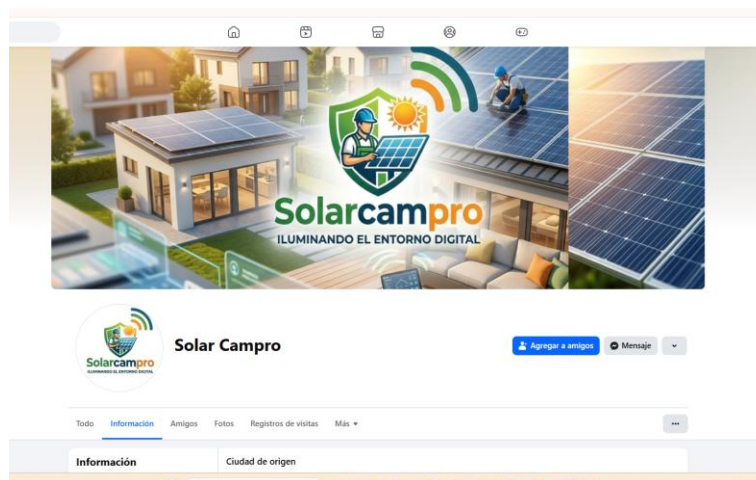 Solarcampro
ILUMINANDO EL ENTORNO DIGITAL
Solarcampro
ILUMINANDO EL ENTORNO DIGITAL
Solar Campro
Agregar a amigos
Mensaje
Todo
Información
Amigos
Fotos
Registros de visitas
Más
Información
Ciudad de origen